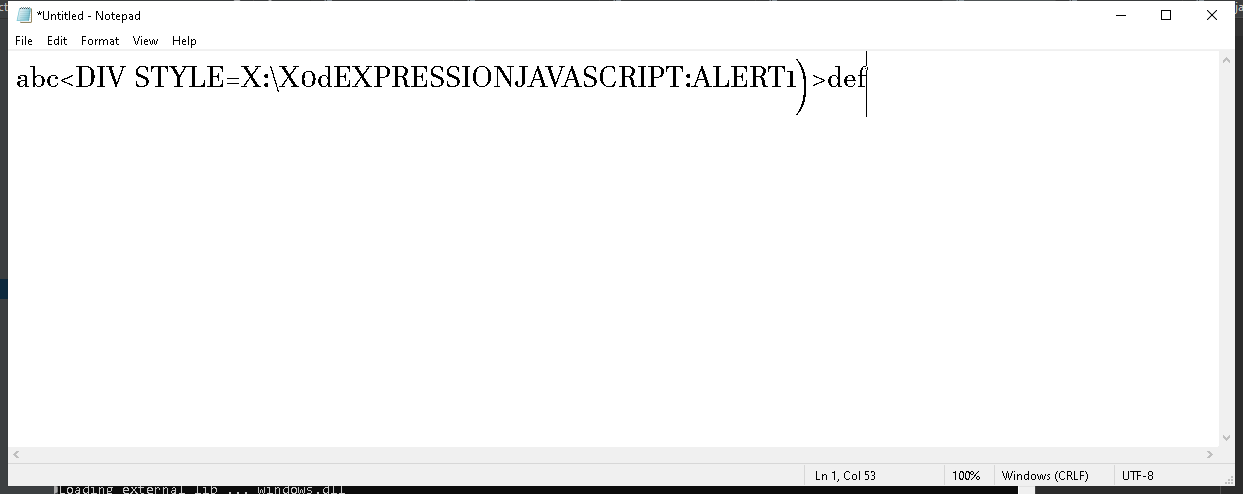 *Untitled - Notepad
File Edit Format View Help
abc<DIV STYLE=X:\X0dEXPRESSIONJAVASCRIPT:ALERT1)>def
Ln 1, Col 53 100% Windows (CRLF) UTF-8
Loading external lib ... windows.dll